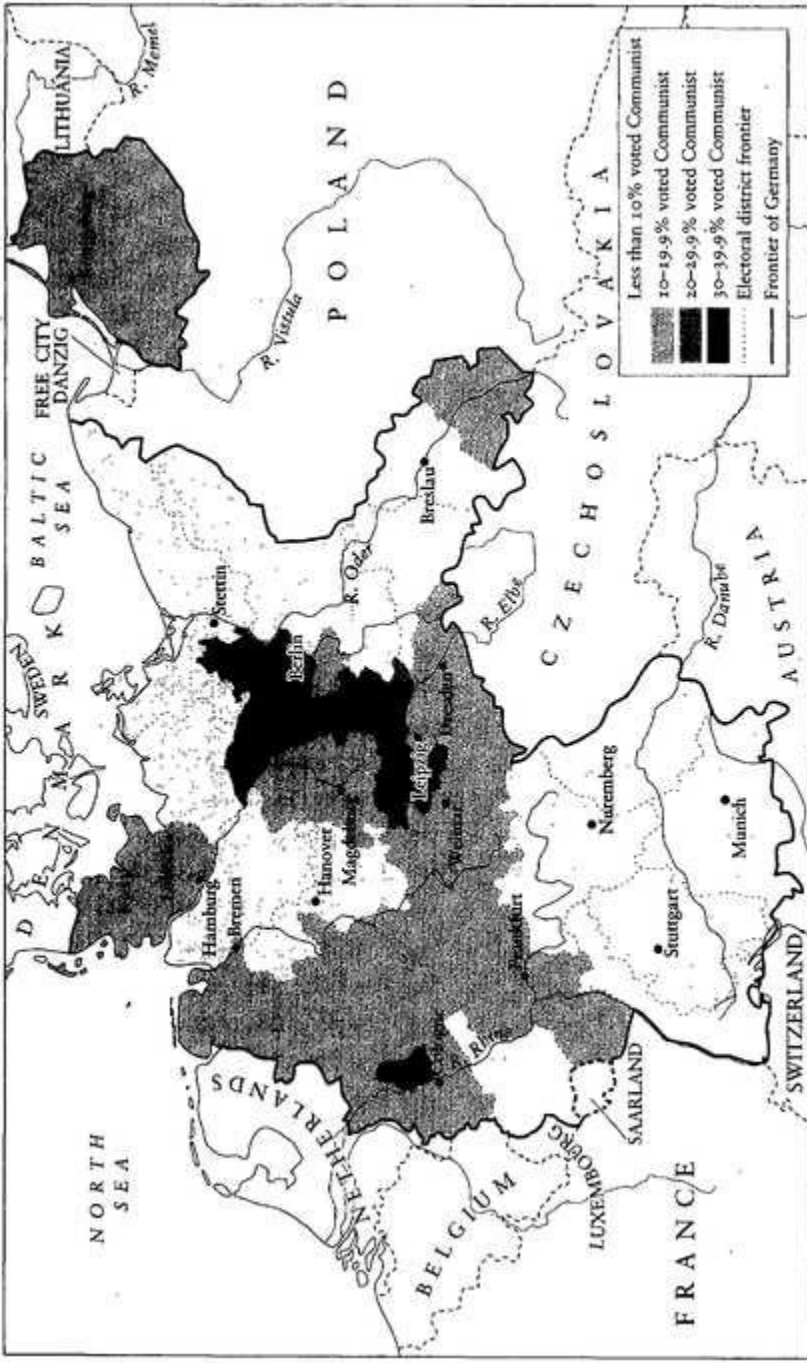 NORTH
SEA
DENMARK
SWEDEN
BALTIC
SEA
FREE CITY
DANZIG
LITHUANIA
R. Memel
POLAND
R. Vistula
Stettin
Berlin
R. Oder
Breslau
Hamburg
Bremen
Hanover
Magdeburg
Leipzig
Dresden
Weimar
R. Elbe
NETHERLANDS
BELGIUM
LUXEMBOURG
SAARLAND
FRANCE
Cologne
R. Rhine
Frankfurt
Nuremberg
Stuttgart
Munich
SWITZERLAND
CZECHOSLOVAKIA
R. Danube
AUSTRIA
Less than 10% voted Communist
10-19.9% voted Communist
20-29.9% voted Communist
30-39.9% voted Communist
Electoral district frontier
Frontier of Germany